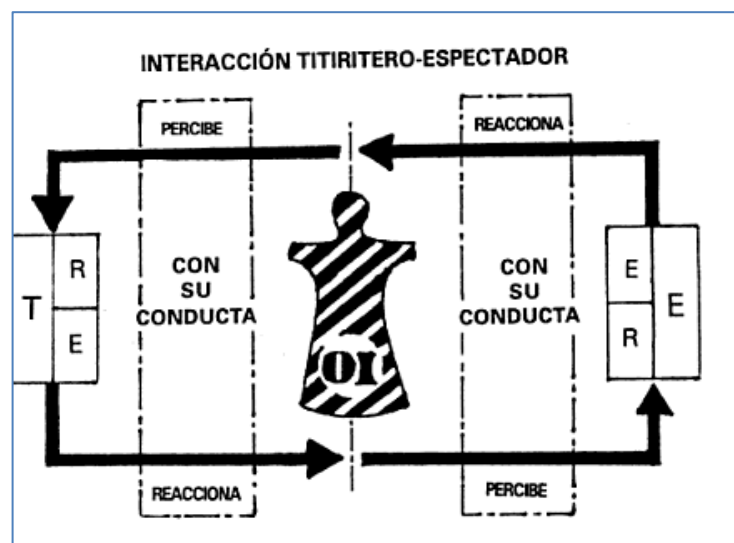 INTERACCIÓN TITIRITERO-ESPECTADOR
PERCIBE
REACCIONA
T
R
E
CON
SU
CONDUCTA
OI
CON
SU
CONDUCTA
E
R
E
REACCIONA
PERCIBE